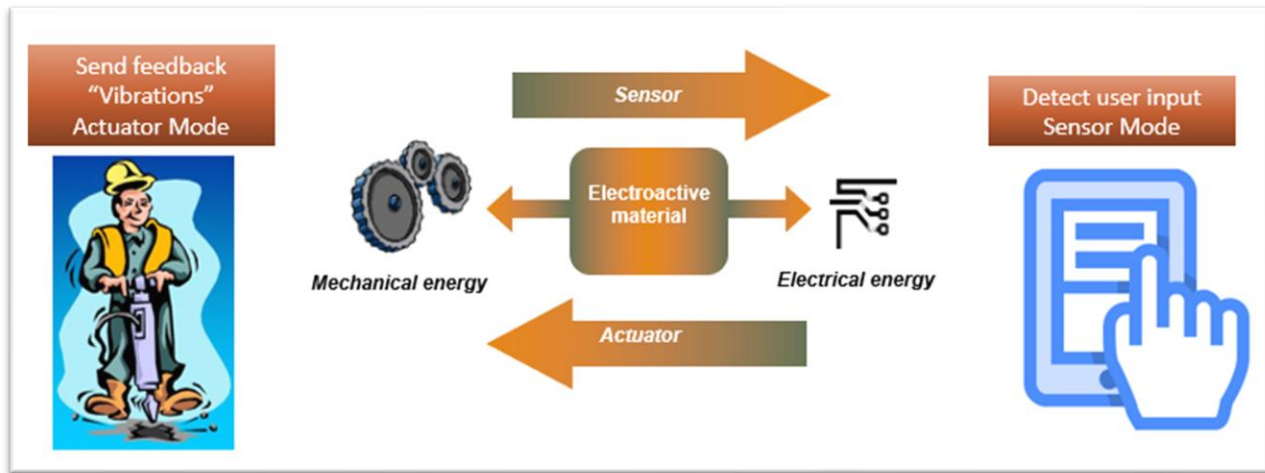 Send feedback
“Vibrations”
Actuator Mode
Sensor
Detect user input
Sensor Mode
Electroactive
material
Mechanical energy
Electrical energy
Actuator